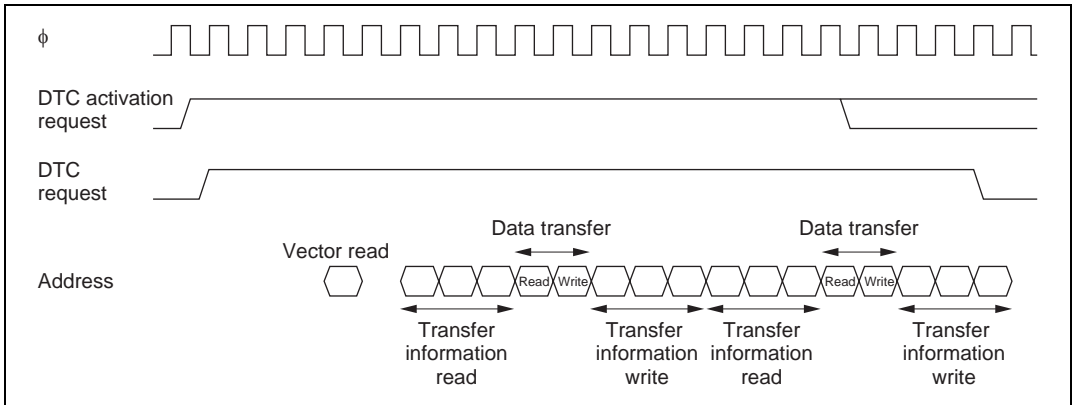 ϕ
DTC activation
request
DTC
request
Data transfer
Data transfer
Vector read
Address
Read Write
Read Write
Transfer
information
read
Transfer
information
write
Transfer
information
read
Transfer
information
write